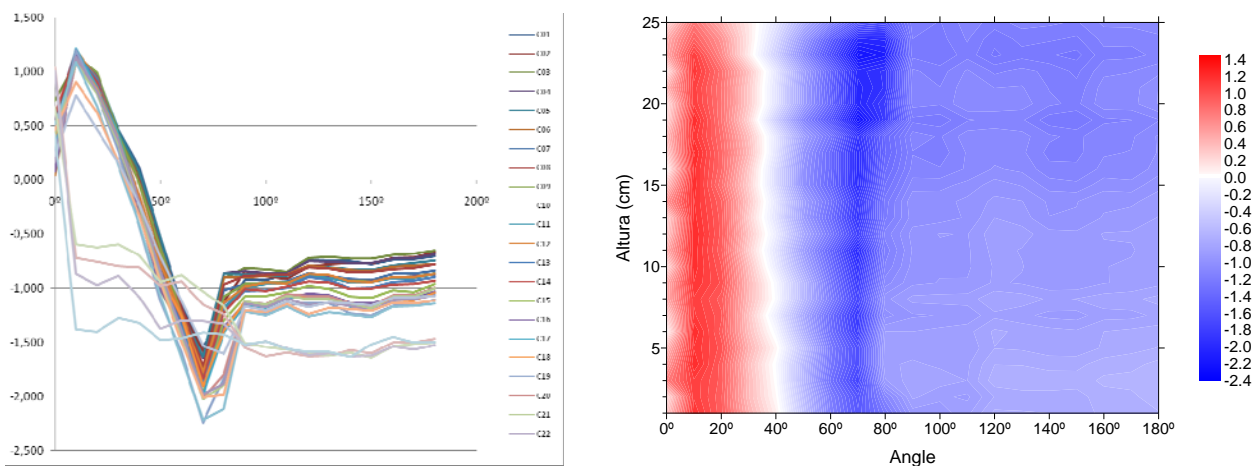 1,500
1,000
0,500
0,000
-0,500
-1,000
-1,500
-2,000
-2,500
0º 50º 100º 150º 200º
C01
C02
C03
C04
C05
C06
C07
C08
C09
C10
C11
C12
C13
C14
C15
C16
C17
C18
C19
C20
C21
C22
25
20
15
10
5
Altura (cm)
0º 20º 40º 60º 80º 100º 120º 140º 160º 180º
Angle
1.4
1.2
1.0
0.8
0.6
0.4
0.2
0.0
-0.2
-0.4
-0.6
-0.8
-1.0
-1.2
-1.4
-1.6
-1.8
-2.0
-2.2
-2.4